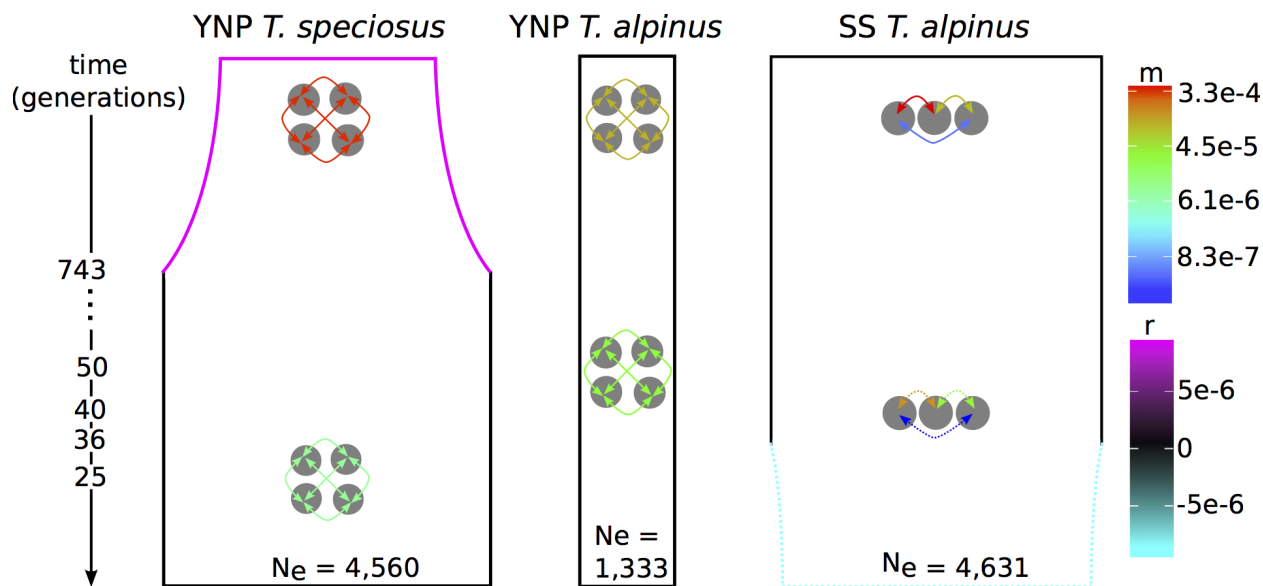 YNP T. speciosus
YNP T. alpinus
SS T. alpinus
time
(generations)
743
50
40
36
25
Ne = 4,560
Ne =
1,333
Ne = 4,631
m
3.3e-4
4.5e-5
6.1e-6
8.3e-7
r
5e-6
0
-5e-6